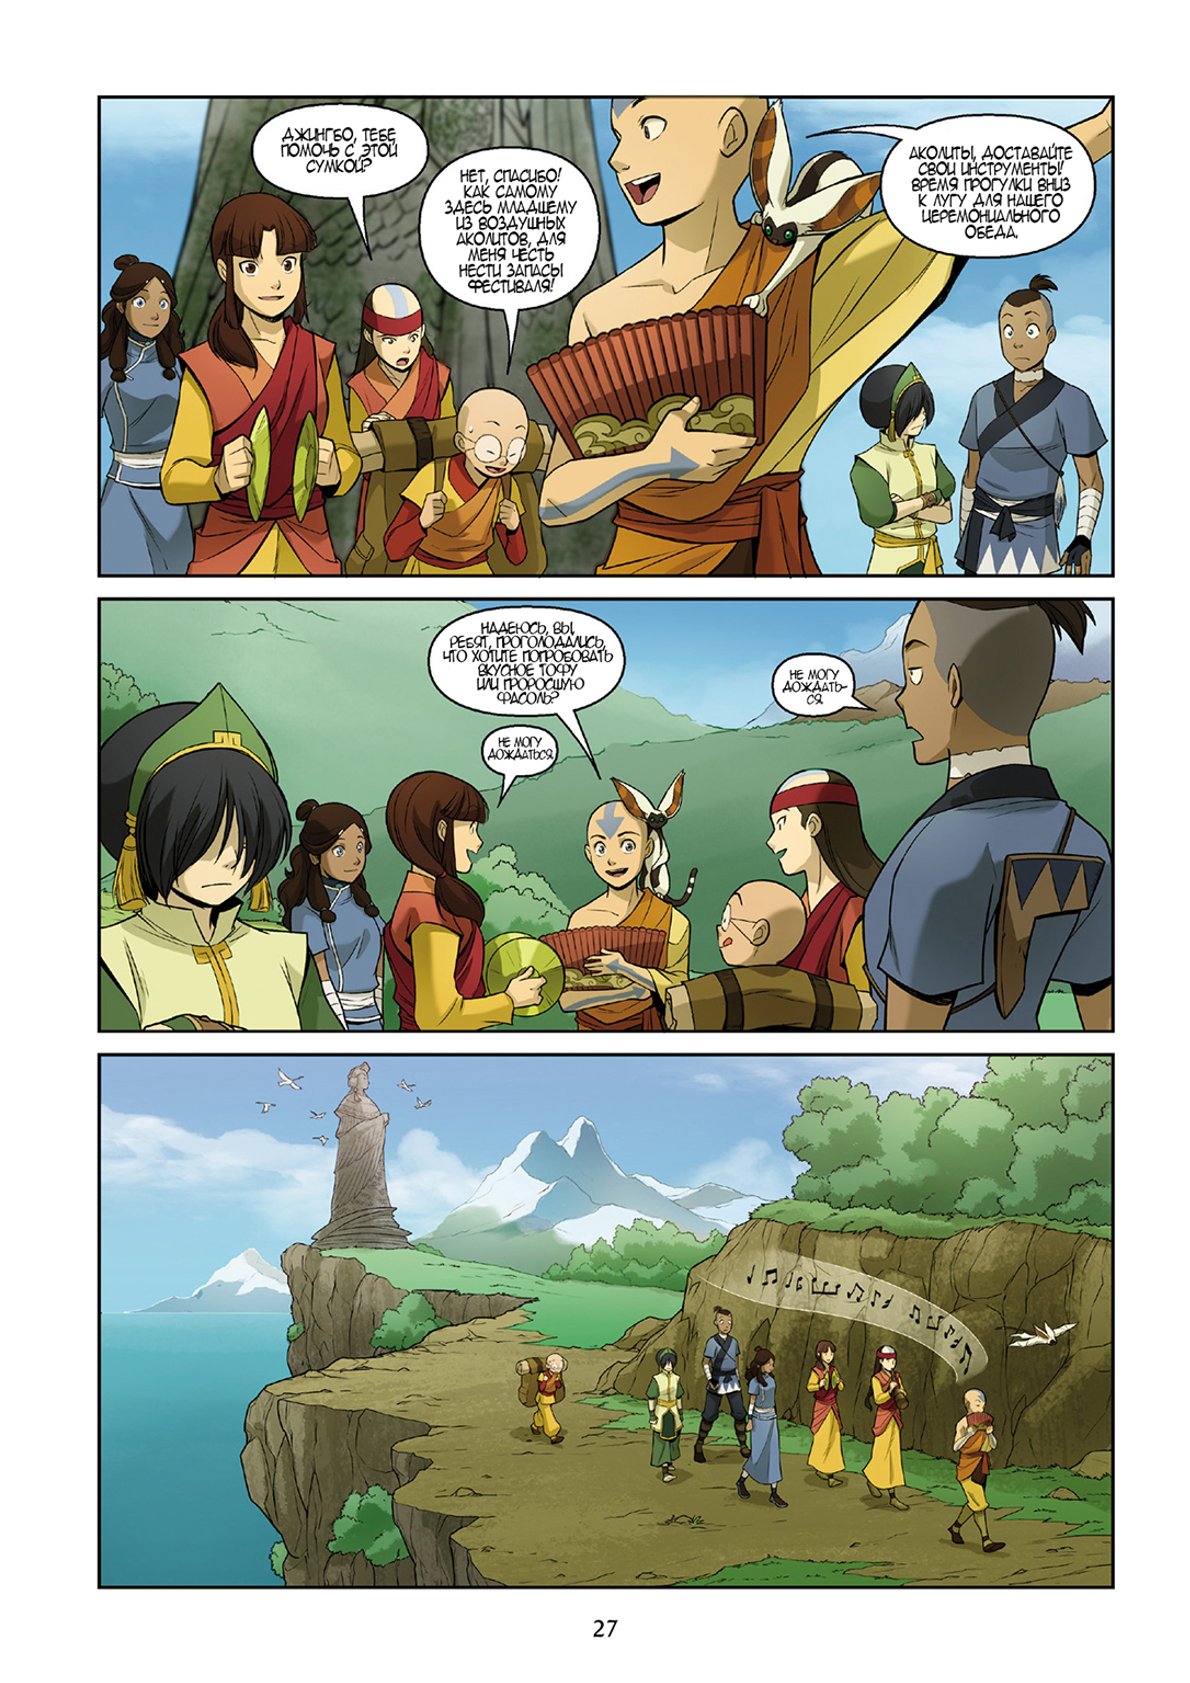 ДЖИНГБО, ТЕБЕ
ПОМОЧЬ С ЭТОЙ
СУМКОЙ?
НЕТ, СПАСИБО!
КАК САМОМУ
ЗДЕСЬ МЛАДШЕМУ
ИЗ ВОЗДУШНЫХ
АКОЛИТОВ, ДЛЯ
МЕНЯ ЧЕСТЬ
НЕСТИ ЗАПАСЫ
ФЕСТИВАЛЯ!
АКОЛИТЫ, ДОСТАВАЙТЕ
СВОИ ИНСТРУМЕНТЫ!
ВРЕМЯ ПРОГУЛКИ ВНИЗ
К ЛУГУ ДЛЯ НАШЕГО
ЦЕРЕМОНИАЛЬНОГО
ОБЕДА.
НАДЕЮСЬ, ВЫ,
РЕБЯТ, ПРОГОЛОДАЛИСЬ,
ЧТО ХОТИТЕ ПОПРОБОВАТЬ
ВКУСНОЕ ТОФУ
ИЛИ ПРОРОСШУЮ
ФАСОЛЬ?
НЕ МОГУ
ДОЖДАТЬСЯ.
НЕ МОГУ
ДОЖДАТЬ-
СЯ.
27